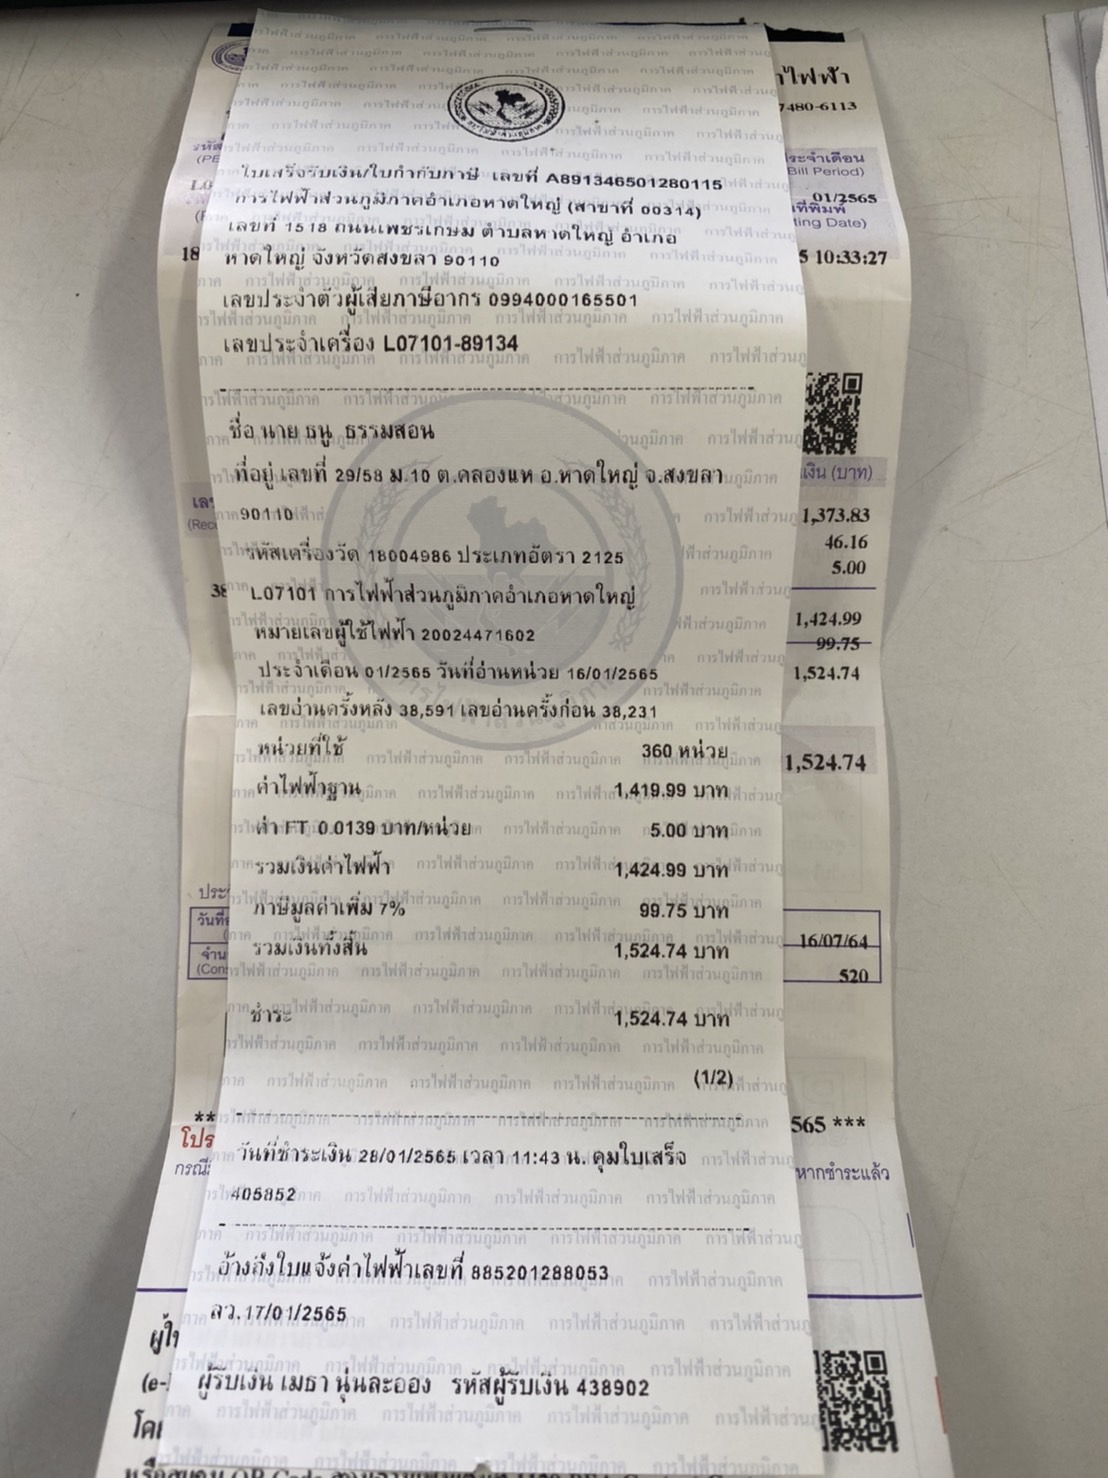 ใบเสร็จรับเงิน/ใบกำกับภาษี เลขที่ A891346501280115
การไฟฟ้าส่วนภูมิภาคอำเภอหาดใหญ่ (สาขาที่ 00314)
เลขที่ 1518 ถนนเพชรเกษม ตำบลหาดใหญ่ อำเภอ
หาดใหญ่ จังหวัดสงขลา 90110
เลขประจำตัวผู้เสียภาษีอากร 0994000165501
เลขประจำเครื่อง L07101-89134
ชื่อ นาย ธนู ธรรมสอน
ที่อยู่ เลขที่ 29/58 ม.10 ต.คลองแห อ.หาดใหญ่ จ.สงขลา
90110
รหัสเครื่องวัด 18004986 ประเภทอัตรา 2125
L07101 การไฟฟ้าส่วนภูมิภาคอำเภอหาดใหญ่
หมายเลขผู้ใช้ไฟฟ้า 20024471602
ประจำเดือน 01/2565 วันที่อ่านหน่วย 16/01/2565
เลขอ่านครั้งหลัง 38,591 เลขอ่านครั้งก่อน 38,231
หน่วยที่ใช้ 360 หน่วย
ค่าไฟฟ้าฐาน 1,419.99 บาท
ค่า FT 0.0139 บาท/หน่วย 5.00 บาท
รวมเงินค่าไฟฟ้า 1,424.99 บาท
ภาษีมูลค่าเพิ่ม 7% 99.75 บาท
รวมเงินทั้งสิ้น 1,524.74 บาท
ชำระ 1,524.74 บาท
(1/2)
วันที่ชำระเงิน 28/01/2565 เวลา 11:43 น. คุมใบเสร็จ
405852
อ้างถึงใบแจ้งค่าไฟฟ้าเลขที่ 885201288053
ลว.17/01/2565
ผู้รับเงิน เมธา นุ่นละออง รหัสผู้รับเงิน 438902
7480-6113
Bill Period)
01/2565
ที่พิมพ์
ting Date)
5 10:33:27
เงิน (บาท)
1,373.83
46.16
5.00
1,424.99
99.75
1,524.74
1,524.74
16/07/64
520
565 ***
หากชำระแล้ว